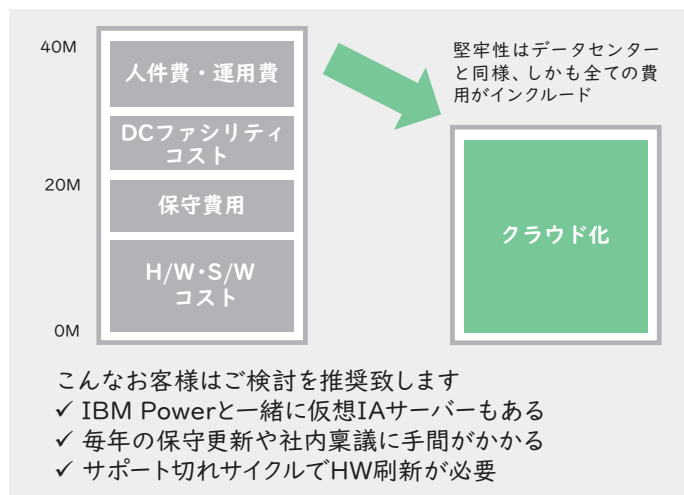 40M
20M
0M
人件費・運用費
DCファシリティ
コスト
保守費用
H/W・S/W
コスト
堅牢性はデータセンター
と同様、しかも全ての費
用がインクルード
クラウド化
こんなお客様はご検討を推奨致します
✓ IBM Powerと一緒に仮想IAサーバーもある
✓ 毎年の保守更新や社内稟議に手間がかかる
✓ サポート切れサイクルでHW刷新が必要